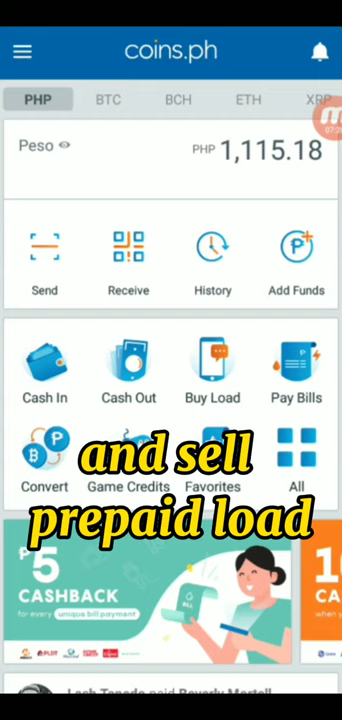 coins.ph
PHP BTC BCH ETH XRP
Peso PHP 1,115.18
Send Receive History Add Funds
Cash In Cash Out Buy Load Pay Bills
and sell
Convert Game Credits Favorites All
prepaid load
₱5
CASHBACK
for every unique bill payment
BILL
PLDT